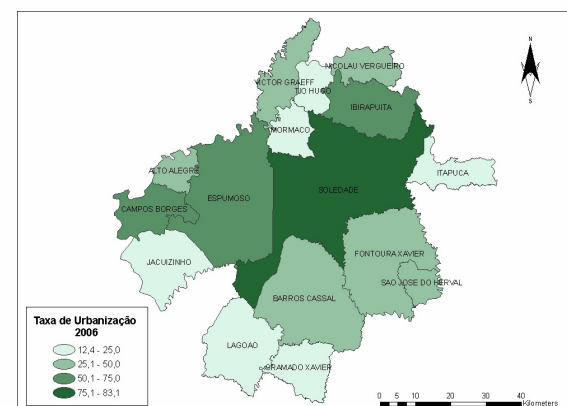 N
NICOLAU VERGUEIRO
VICTOR GRAEFF
TIO HUGO
IBIRAPUITA
MORMACO
ALTO ALEGRE
ITAPUCA
ESPUMOSO
SOLEDADE
CAMPOS BORGES
FONTOURA XAVIER
JACUIZINHO
SAO JOSE DO HERVAL
BARROS CASSAL
LAGOAO
GRAMADO XAVIER
S
Taxa de Urbanização
2006
12,4 - 25,0
25,1 - 50,0
50,1 - 75,0
75,1 - 83,1
0 5 10 20 30 40
Kilometers